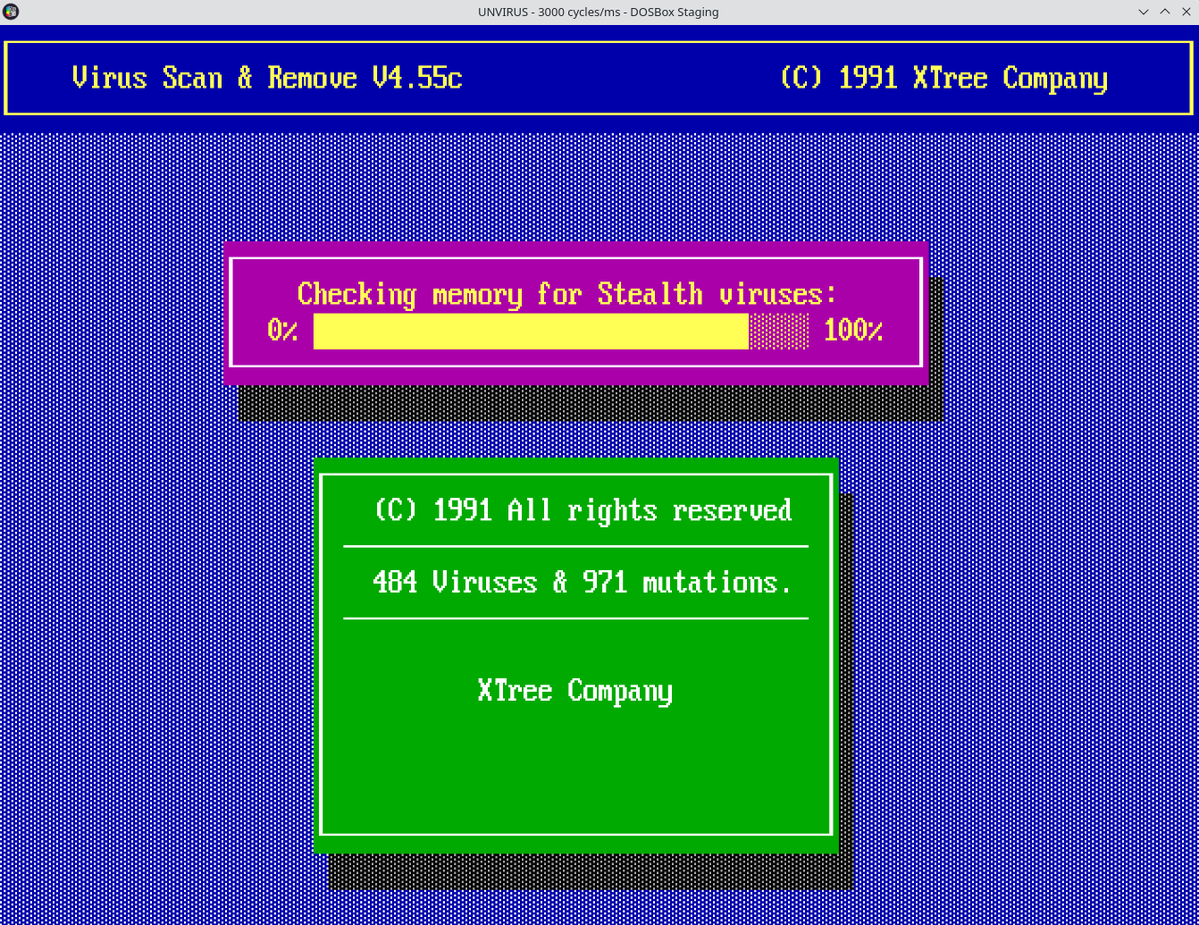 UNVIRUS - 3000 cycles/ms - DOSBox Staging
Virus Scan & Remove V4.55c (C) 1991 XTree Company
Checking memory for Stealth viruses:
0% 100%
(C) 1991 All rights reserved
484 Viruses & 971 mutations.
XTree Company